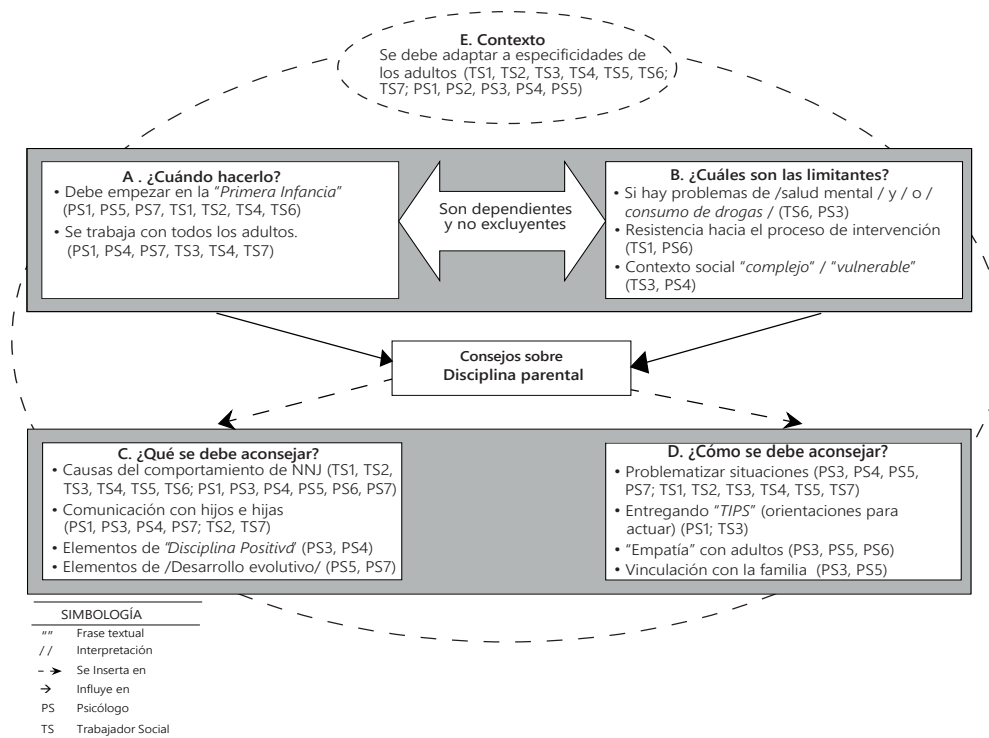 E. Contexto
Se debe adaptar a especificidades de
los adultos (TS1, TS2, TS3, TS4, TS5, TS6;
TS7; PS1, PS2, PS3, PS4, PS5)
A . ¿Cuándo hacerlo?
• Debe empezar en la "Primera Infancia"
(PS1, PS5, PS7, TS1, TS2, TS4, TS6)
• Se trabaja con todos los adultos.
(PS1, PS4, PS7, TS3, TS4, TS7)
Son dependientes
y no excluyentes
B. ¿Cuáles son las limitantes?
• Si hay problemas de /salud mental / y / o /
consumo de drogas / (TS6, PS3)
• Resistencia hacia el proceso de intervención
(TS1, PS6)
• Contexto social "complejo" / "vulnerable"
(TS3, PS4)
Consejos sobre
Disciplina parental
C. ¿Qué se debe aconsejar?
• Causas del comportamiento de NNJ (TS1, TS2,
TS3, TS4, TS5, TS6; PS1, PS3, PS4, PS5, PS6, PS7)
• Comunicación con hijos e hijas
(PS1, PS3, PS4, PS7; TS2, TS7)
• Elementos de "Disciplina Positivd' (PS3, PS4)
• Elementos de /Desarrollo evolutivo/ (PS5, PS7)
D. ¿Cómo se debe aconsejar?
• Problematizar situaciones (PS3, PS4, PS5,
PS7; TS1, TS2, TS3, TS4, TS5, TS7)
• Entregando "TIPS" (orientaciones para
actuar) (PS1; TS3)
• "Empatía" con adultos (PS3, PS5, PS6)
• Vinculación con la familia (PS3, PS5)
SIMBOLOGÍA
"" Frase textual
/ / Interpretación
Se Inserta en
Influye en
PS Psicólogo
TS Trabajador Social